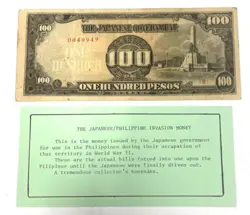 THE JAPANESE GOVERNMENT
100
100
ONE HUNDRED PESOS
100
100
THE JAPANESE/PHILIPPINE INVASION MONEY
This is the money issued by the Japanese government
for use in the Philippines during their occupation of
that territory in World War II.
These are the actual bills forced into use upon the
Filipinos until the Japanese were finally driven out.
A tremendous collector's keepsake.